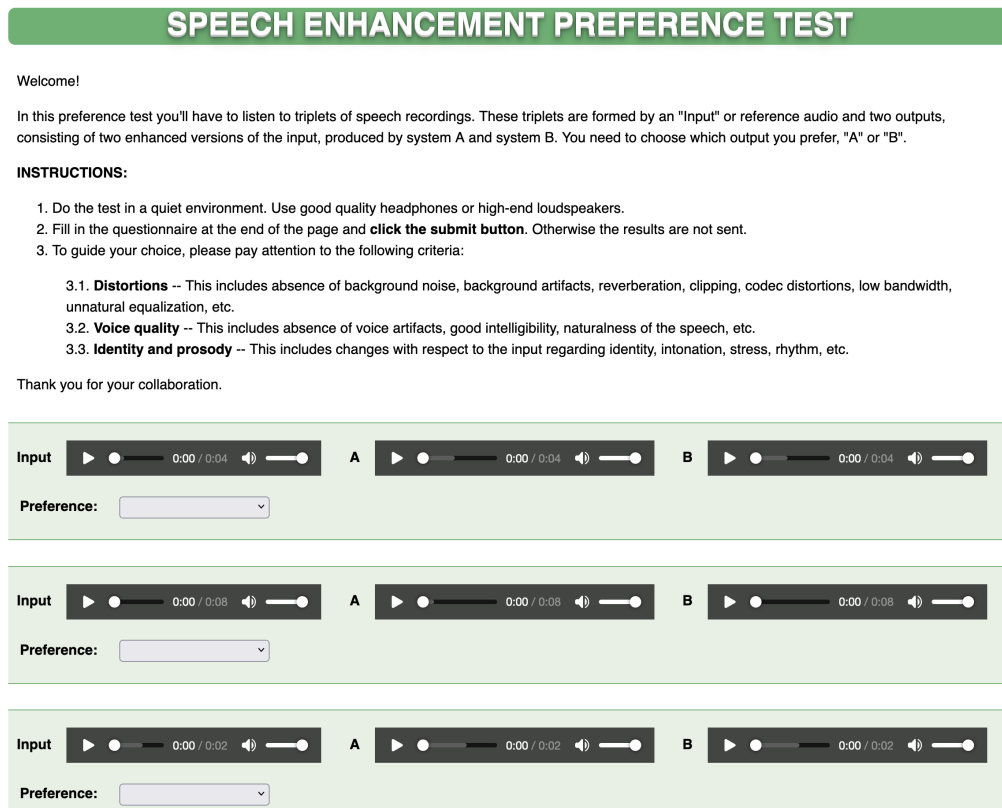 SPEECH ENHANCEMENT PREFERENCE TEST
Welcome!
In this preference test you'll have to listen to triplets of speech recordings. These triplets are formed by an "Input" or reference audio and two outputs,
consisting of two enhanced versions of the input, produced by system A and system B. You need to choose which output you prefer, "A" or "B".
INSTRUCTIONS:
1. Do the test in a quiet environment. Use good quality headphones or high-end loudspeakers.
2. Fill in the questionnaire at the end of the page and click the submit button. Otherwise the results are not sent.
3. To guide your choice, please pay attention to the following criteria:
3.1. Distortions -- This includes absence of background noise, background artifacts, reverberation, clipping, codec distortions, low bandwidth,
unnatural equalization, etc.
3.2. Voice quality -- This includes absence of voice artifacts, good intelligibility, naturalness of the speech, etc.
3.3. Identity and prosody -- This includes changes with respect to the input regarding identity, intonation, stress, rhythm, etc.
Thank you for your collaboration.
Input 0:00 / 0:04 A 0:00 / 0:04 B 0:00 / 0:04
Preference:
Input 0:00 / 0:08 A 0:00 / 0:08 B 0:00 / 0:08
Preference:
Input 0:00 / 0:02 A 0:00 / 0:02 B 0:00 / 0:02
Preference: